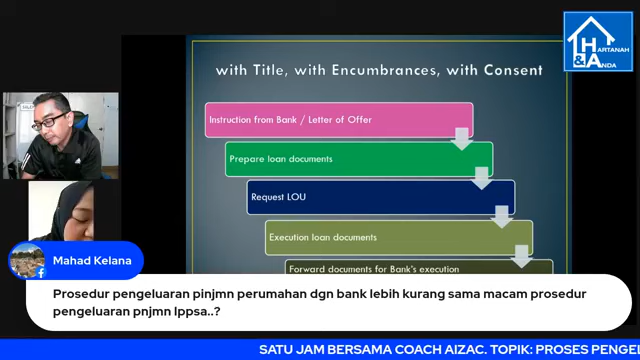 HARTANAH
H&A
ANDA
with Title, with Encumbrances, with Consent
Instruction from Bank / Letter of Offer
Prepare loan documents
Request LOU
Execution loan documents
Forward documents for Bank's execution
Mahad Kelana
Prosedur pengeluaran pinjmn perumahan dgn bank lebih kurang sama macam prosedur
pengeluaran pnjmn lppsa..?
SATU JAM BERSAMA COACH AIZAC. TOPIK: PROSES PENGE